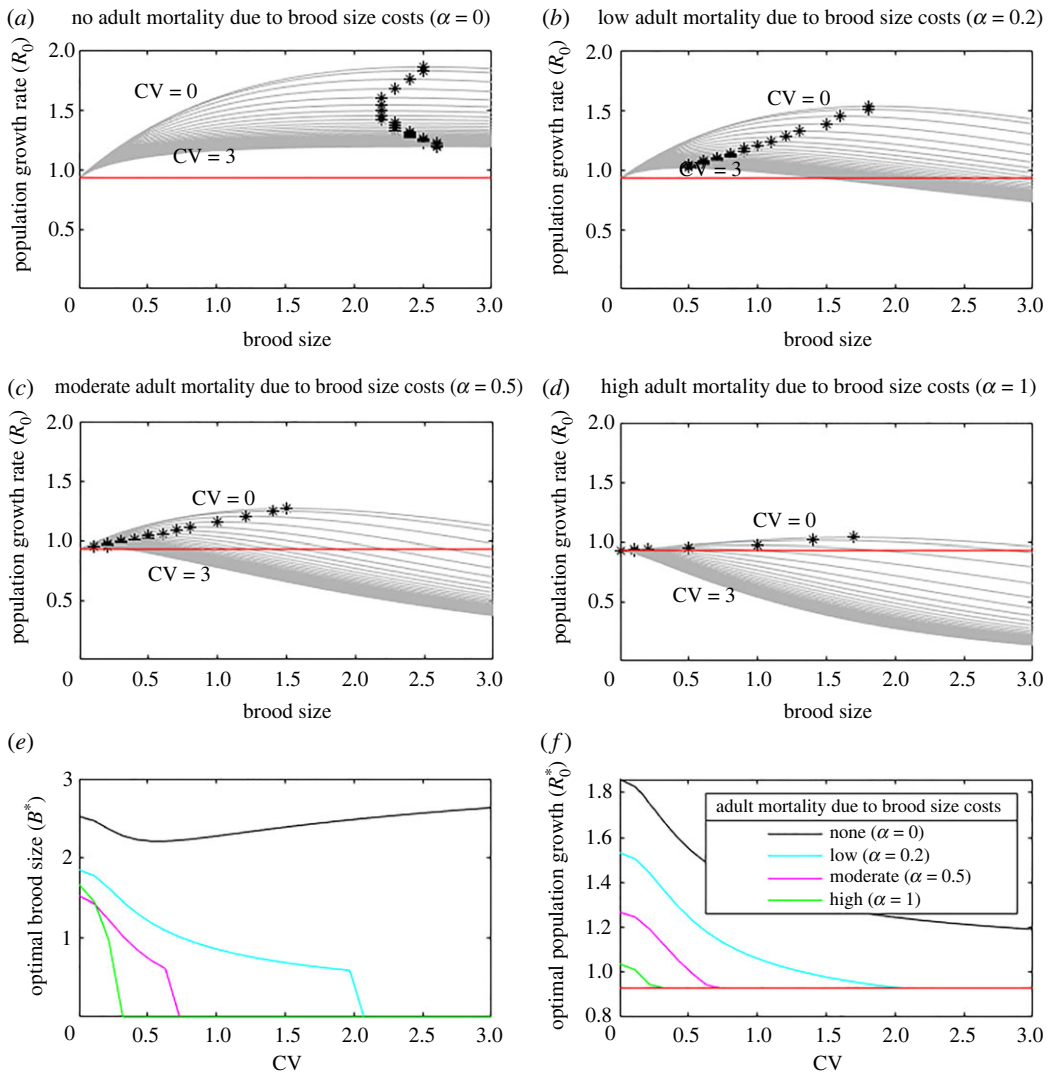 (a) no adult mortality due to brood size costs (α = 0)
population growth rate (R0)
2.0
1.5
1.0
0.5
0
CV = 0
CV = 3
0.5 1.0 1.5 2.0 2.5 3.0
brood size
(b) low adult mortality due to brood size costs (α = 0.2)
population growth rate (R0)
2.0
1.5
1.0
0.5
0
CV = 0
CV = 3
0.5 1.0 1.5 2.0 2.5 3.0
brood size
(c) moderate adult mortality due to brood size costs (α = 0.5)
population growth rate (R0)
2.0
1.5
1.0
0.5
0
CV = 0
CV = 3
0.5 1.0 1.5 2.0 2.5 3.0
brood size
(d) high adult mortality due to brood size costs (α = 1)
population growth rate (R0)
2.0
1.5
1.0
0.5
0
CV = 0
CV = 3
0.5 1.0 1.5 2.0 2.5 3.0
brood size
(e)
optimal brood size (B*)
3
2
1
0 0.5 1.0 1.5 2.0 2.5 3.0
CV
(f)
optimal population growth (R0*)
1.8
1.6
1.4
1.2
1.0
0.8
adult mortality due to brood size costs
none (α = 0)
low (α = 0.2)
moderate (α = 0.5)
high (α = 1)
0 0.5 1.0 1.5 2.0 2.5 3.0
CV